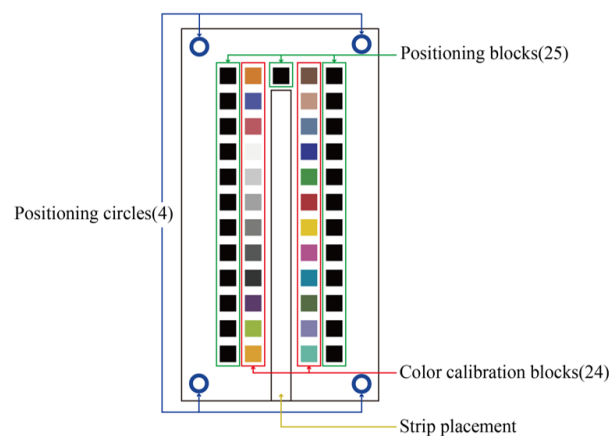 Positioning blocks(25)
Positioning circles(4)
Color calibration blocks(24)
Strip placement